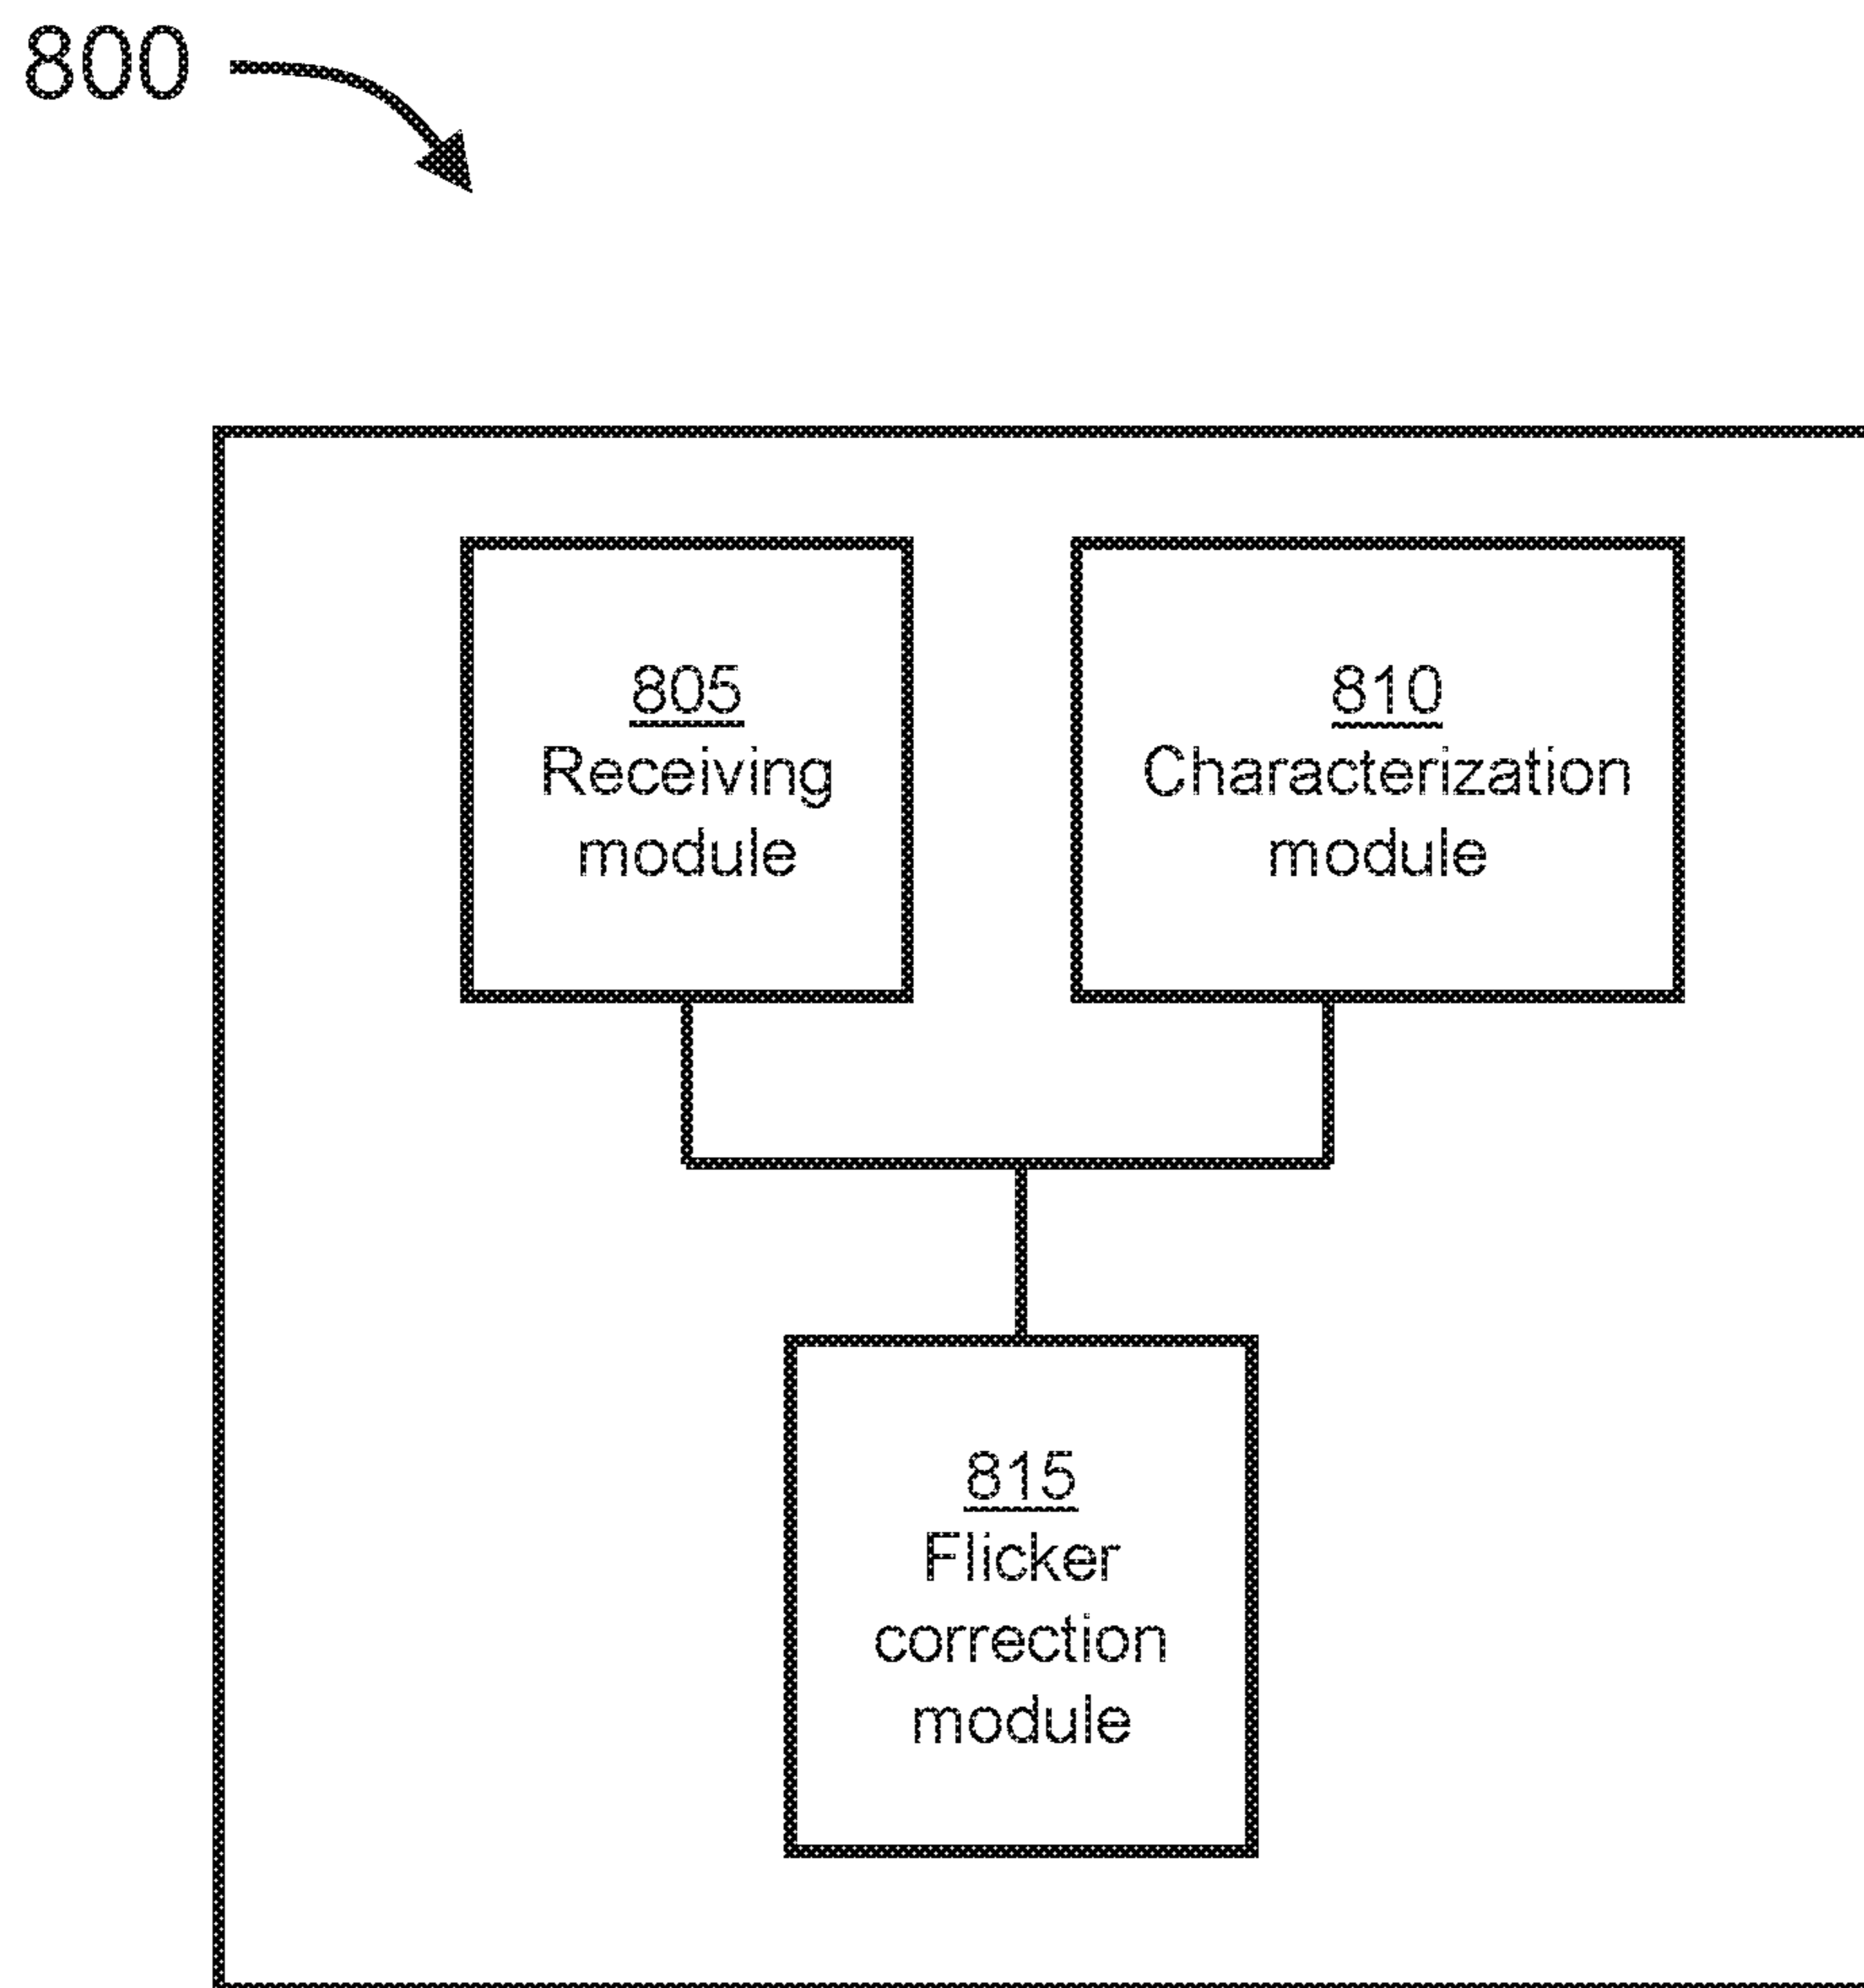 800
805
Receiving
module
810
Characterization
module
815
Flicker
correction
module